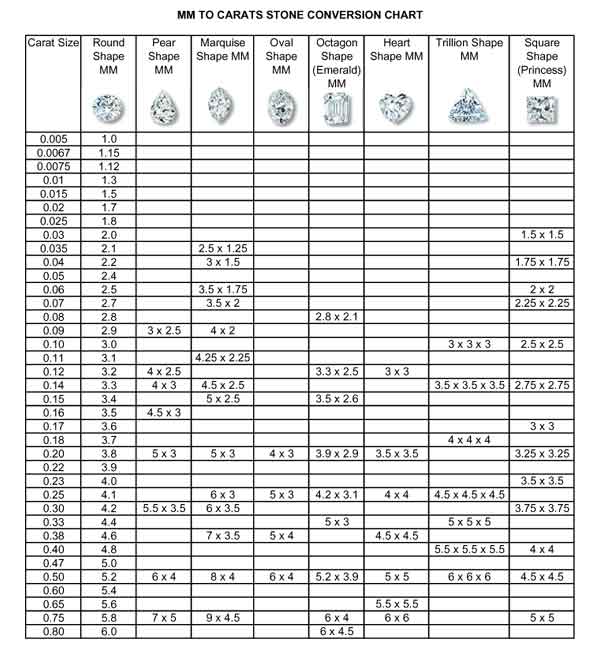 MM TO CARATS STONE CONVERSION CHART
Carat Size Round Shape MM Pear Shape MM Marquise Shape MM Oval Shape MM Octagon Shape (Emerald) MM Heart Shape MM Trillion Shape MM Square Shape (Princess) MM
0.005 1.0
0.0067 1.15
0.0075 1.12
0.01 1.3
0.015 1.5
0.02 1.7
0.025 1.8
0.03 2.0 1.5 x 1.5
0.035 2.1 2.5 x 1.25
0.04 2.2 3 x 1.5 1.75 x 1.75
0.05 2.4
0.06 2.5 3.5 x 1.75 2 x 2
0.07 2.7 3.5 x 2 2.25 x 2.25
0.08 2.8 2.8 x 2.1
0.09 2.9 3 x 2.5 4 x 2
0.10 3.0 3 x 3 x 3 2.5 x 2.5
0.11 3.1 4.25 x 2.25
0.12 3.2 4 x 2.5 3.3 x 2.5 3 x 3
0.14 3.3 4 x 3 4.5 x 2.5 3.5 x 3.5 x 3.5 2.75 x 2.75
0.15 3.4 5 x 2.5 3.5 x 2.6
0.16 3.5 4.5 x 3
0.17 3.6 3 x 3
0.18 3.7 4 x 4 x 4
0.20 3.8 5 x 3 5 x 3 4 x 3 3.9 x 2.9 3.5 x 3.5 3.25 x 3.25
0.22 3.9
0.23 4.0 3.5 x 3.5
0.25 4.1 6 x 3 5 x 3 4.2 x 3.1 4 x 4 4.5 x 4.5 x 4.5
0.30 4.2 5.5 x 3.5 6 x 3.5 3.75 x 3.75
0.33 4.4 5 x 3 5 x 5 x 5
0.38 4.6 7 x 3.5 5 x 4 4.5 x 4.5
0.40 4.8 5.5 x 5.5 x 5.5 4 x 4
0.47 5.0
0.50 5.2 6 x 4 8 x 4 6 x 4 5.2 x 3.9 5 x 5 6 x 6 x 6 4.5 x 4.5
0.60 5.4
0.65 5.6 5.5 x 5.5
0.75 5.8 7 x 5 9 x 4.5 6 x 4 6 x 6 5 x 5
0.80 6.0 6 x 4.5